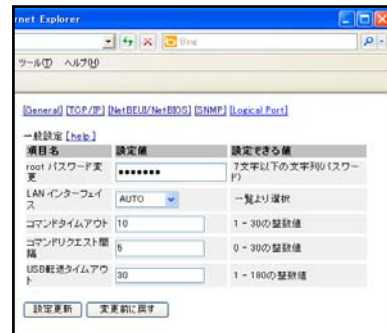 rnet Explorer
Bing
ツール(T) ヘルプ(H)
[General] [TCP/IP] [NetBEUI/NetBIOS] [SNMP] [Logical Port]
一般設定 [help]
項目名 設定値 設定できる値
root パスワード変更 ●●●●●●● 7文字以下の文字列(パスワード)
LAN インターフェイス AUTO 一覧より選択
コマンドタイムアウト 10 1 - 30の整数値
コマンドリクエスト間隔 5 0 - 30の整数値
USB転送タイムアウト 30 1 - 180の整数値
設定更新 変更前に戻す